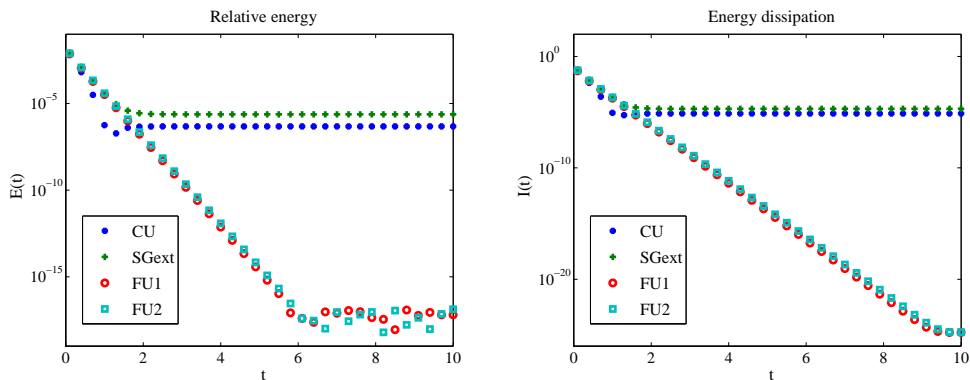 Relative energy
E(t)
10^-5
10^-10
10^-15
CU
SGext
FU1
FU2
0 2 4 6 8 10
t
Energy dissipation
I(t)
10^0
10^-10
10^-20
CU
SGext
FU1
FU2
0 2 4 6 8 10
t